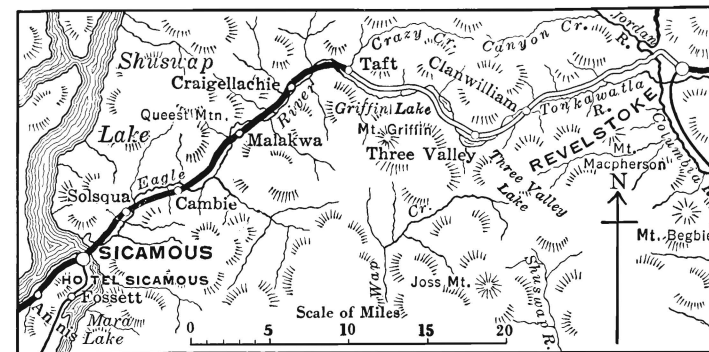 Shuswap
Lake
Crazy Cr.
Canyon Cr.
Jordan
R.
Taft
Craigellachie
Clanwilliam
Queest Mtn.
River
Griffin Lake
Tonkawatla
R.
Mt. Griffin
Malakwa
Three Valley
REVELSTOKE
Columbia
Mt.
Macpherson
Three Valley
Lake
Eagle
Solsqua
Cambie
N
Cr.
Wap
SICAMOUS
HOTEL SICAMOUS
Mt. Begbie
Fossett
Joss Mt.
Shuswap R.
Annis
Mara
Lake
Scale of Miles
0 5 10 15 20